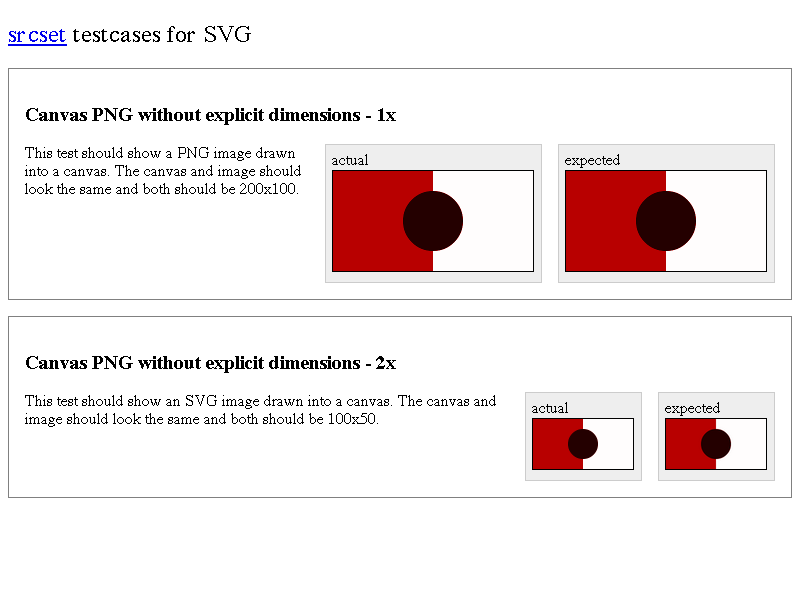 srcset testcases for SVG
Canvas PNG without explicit dimensions - 1x
This test should show a PNG image drawn
into a canvas. The canvas and image should
look the same and both should be 200x100.
actual
expected
Canvas PNG without explicit dimensions - 2x
This test should show an SVG image drawn into a canvas. The canvas and
image should look the same and both should be 100x50.
actual
expected